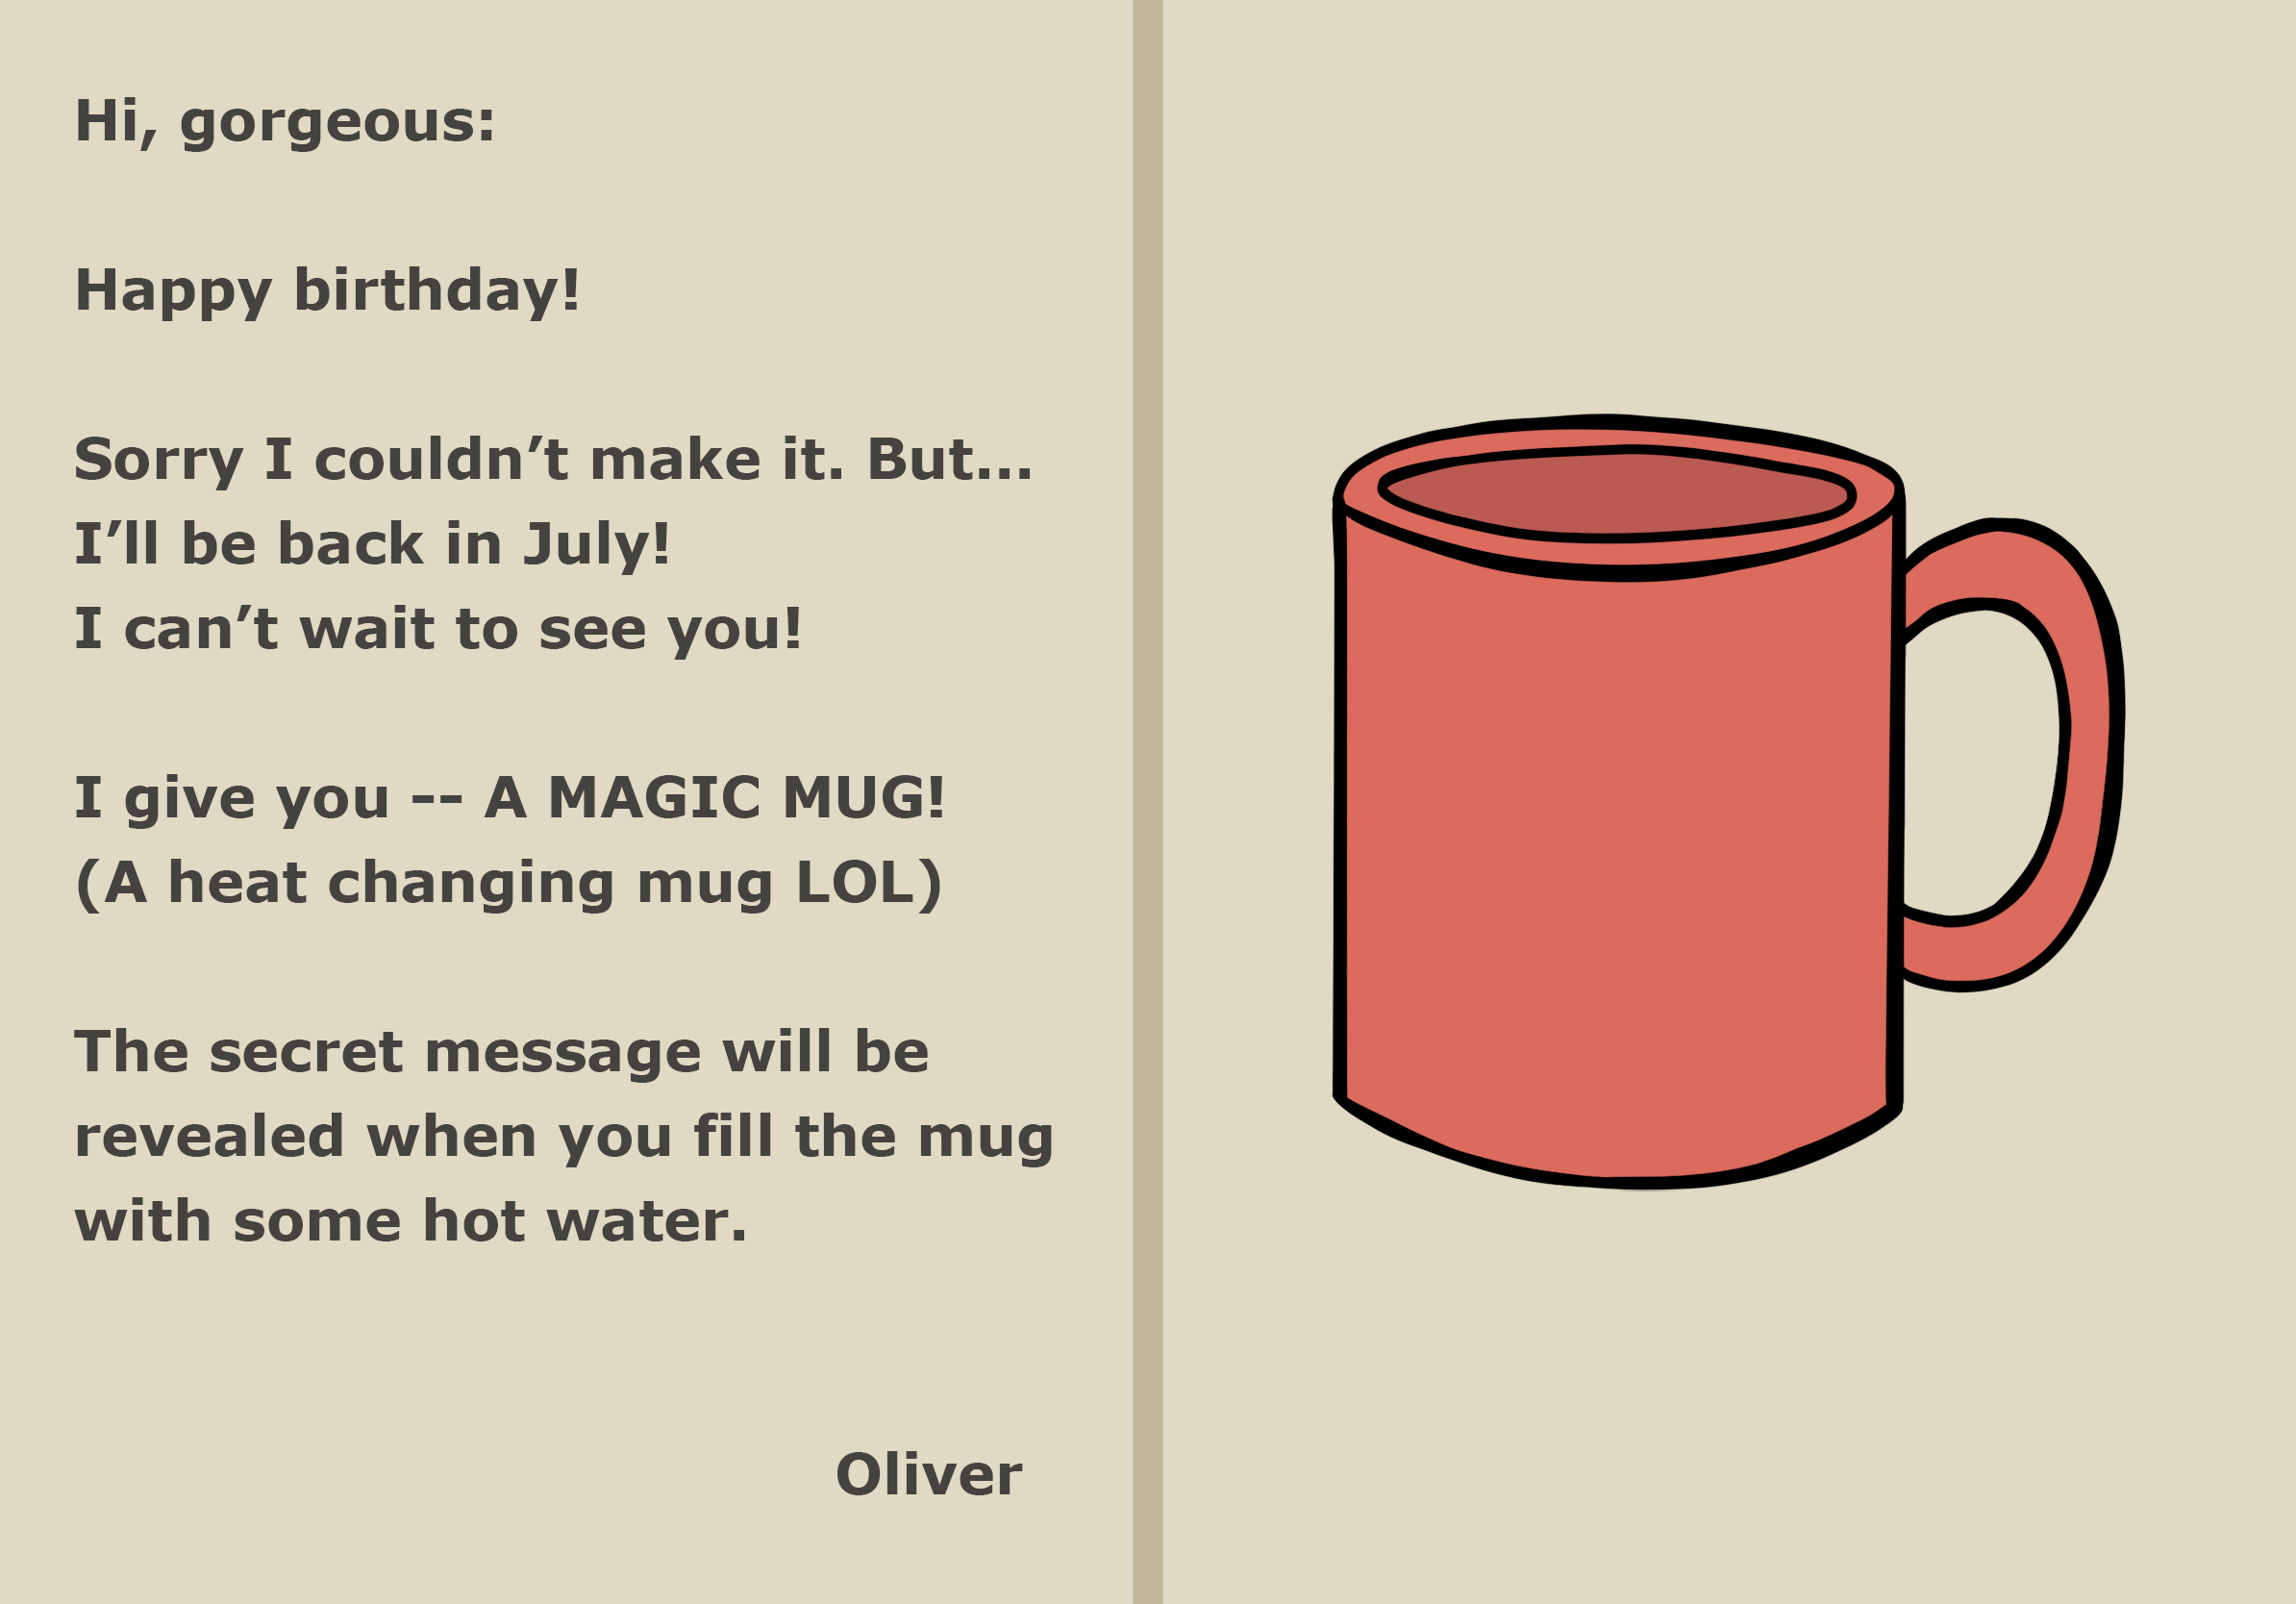 Hi, gorgeous:
Happy birthday!
Sorry I couldn’t make it. But...
I’ll be back in July!
I can’t wait to see you!
I give you -- A MAGIC MUG!
(A heat changing mug LOL)
The secret message will be
revealed when you fill the mug
with some hot water.
Oliver